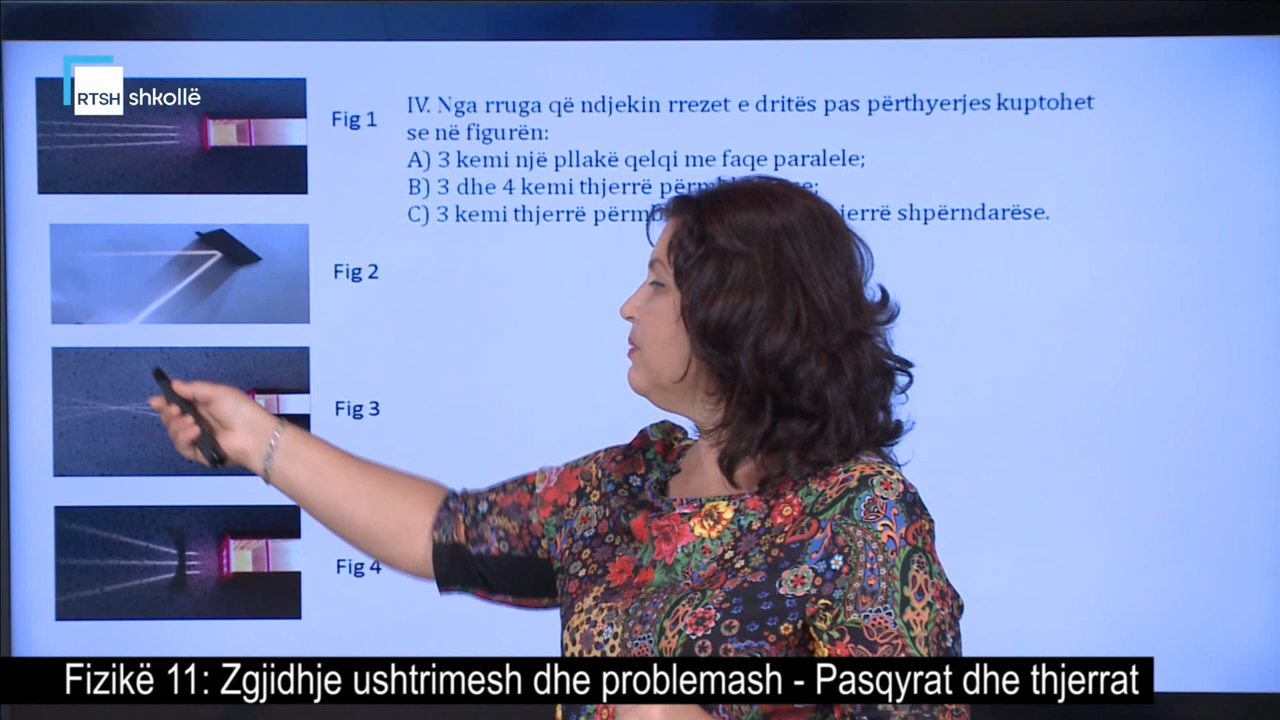 RTSH shkollë
Fig 1
IV. Nga rruga që ndjekin rrezet e dritës pas përthyerjes kuptohet
se në figurën:
A) 3 kemi një pllakë qelqi me faqe paralele;
B) 3 dhe 4 kemi thjerrë
C) 3 kemi thjerrë shpërndarëse.
Fig 2
Fig 3
Fig 4
Fizikë 11: Zgjidhje ushtrimesh dhe problemash - Pasqyrat dhe thjerrat